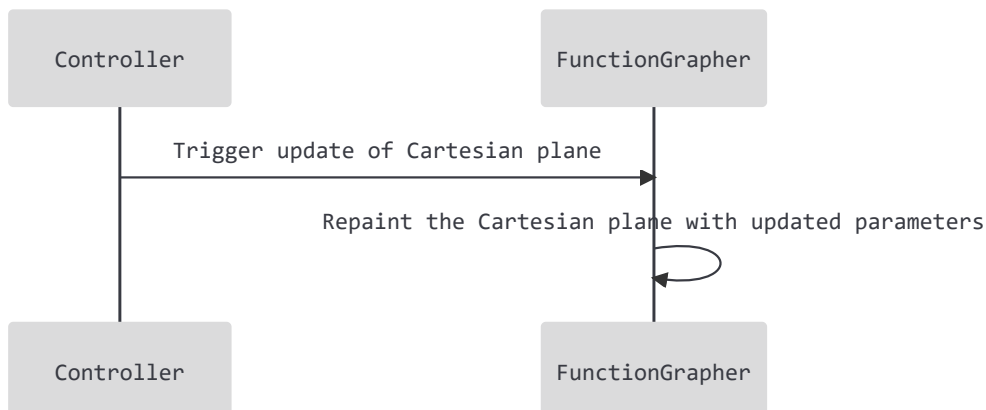 Controller
FunctionGrapher
Trigger update of Cartesian plane
Repaint the Cartesian plane with updated parameters
Controller
FunctionGrapher